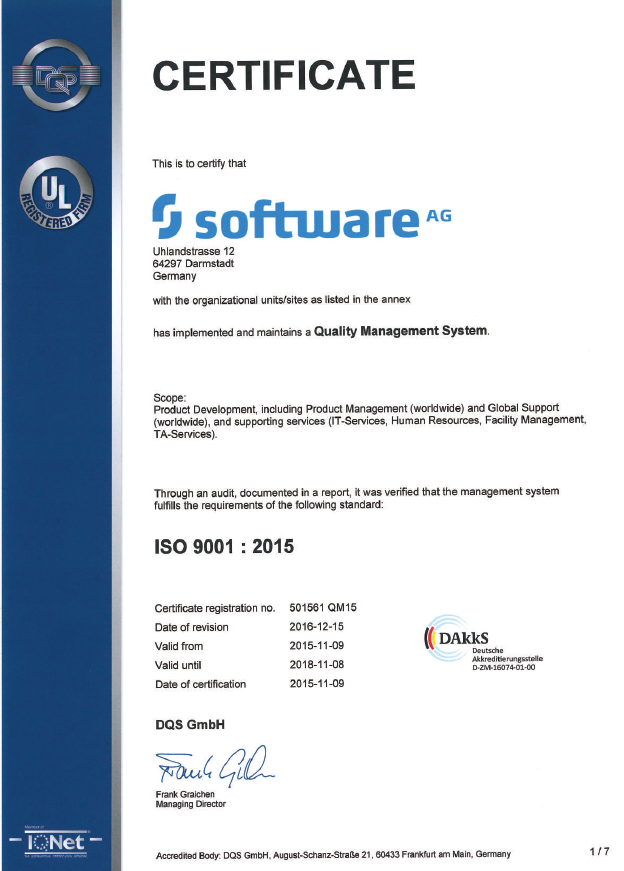 DQS
CERTIFICATE
This is to certify that
UL
®
REGISTERED FIRM
software AG
Uhlandstrasse 12
64297 Darmstadt
Germany
with the organizational units/sites as listed in the annex
has implemented and maintains a Quality Management System.
Scope:
Product Development, including Product Management (worldwide) and Global Support
(worldwide), and supporting services (IT-Services, Human Resources, Facility Management,
TA-Services).
Through an audit, documented in a report, it was verified that the management system
fulfills the requirements of the following standard:
ISO 9001 : 2015
Certificate registration no. 501561 QM15
Date of revision 2016-12-15
Valid from 2015-11-09
Valid until 2018-11-08
Date of certification 2015-11-09
DAkkS
Deutsche
Akkreditierungsstelle
D-ZM-16074-01-00
DQS GmbH
Frank Graichen
Managing Director
Member of
IQNet
Accredited Body: DQS GmbH, August-Schanz-Straße 21, 60433 Frankfurt am Main, Germany
1 / 7